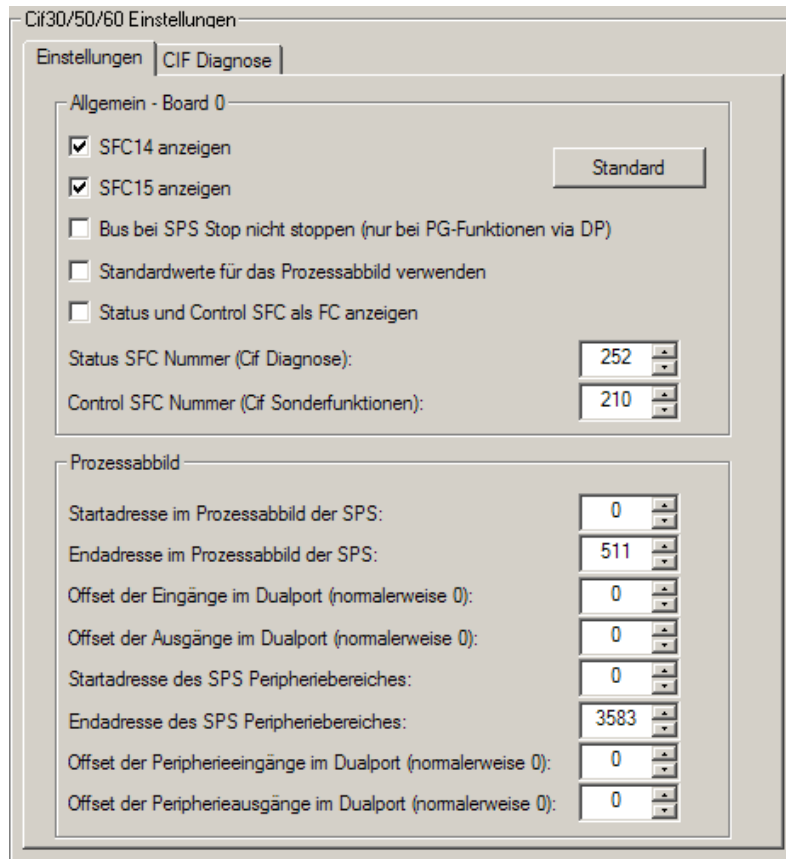 Cif30/50/60 Einstellungen
Einstellungen CIF Diagnose
Allgemein - Board 0
SFC14 anzeigen
Standard
SFC15 anzeigen
Bus bei SPS Stop nicht stoppen (nur bei PG-Funktionen via DP)
Standardwerte für das Prozessabbild verwenden
Status und Control SFC als FC anzeigen
Status SFC Nummer (Cif Diagnose): 252
Control SFC Nummer (Cif Sonderfunktionen): 210
Prozessabbild
Startadresse im Prozessabbild der SPS: 0
Endadresse im Prozessabbild der SPS: 511
Offset der Eingänge im Dualport (normalerweise 0): 0
Offset der Ausgänge im Dualport (normalerweise 0): 0
Startadresse des SPS Peripheriebereiches: 0
Endadresse des SPS Peripheriebereiches: 3583
Offset der Peripherieeingänge im Dualport (normalerweise 0): 0
Offset der Peripherieausgänge im Dualport (normalerweise 0): 0